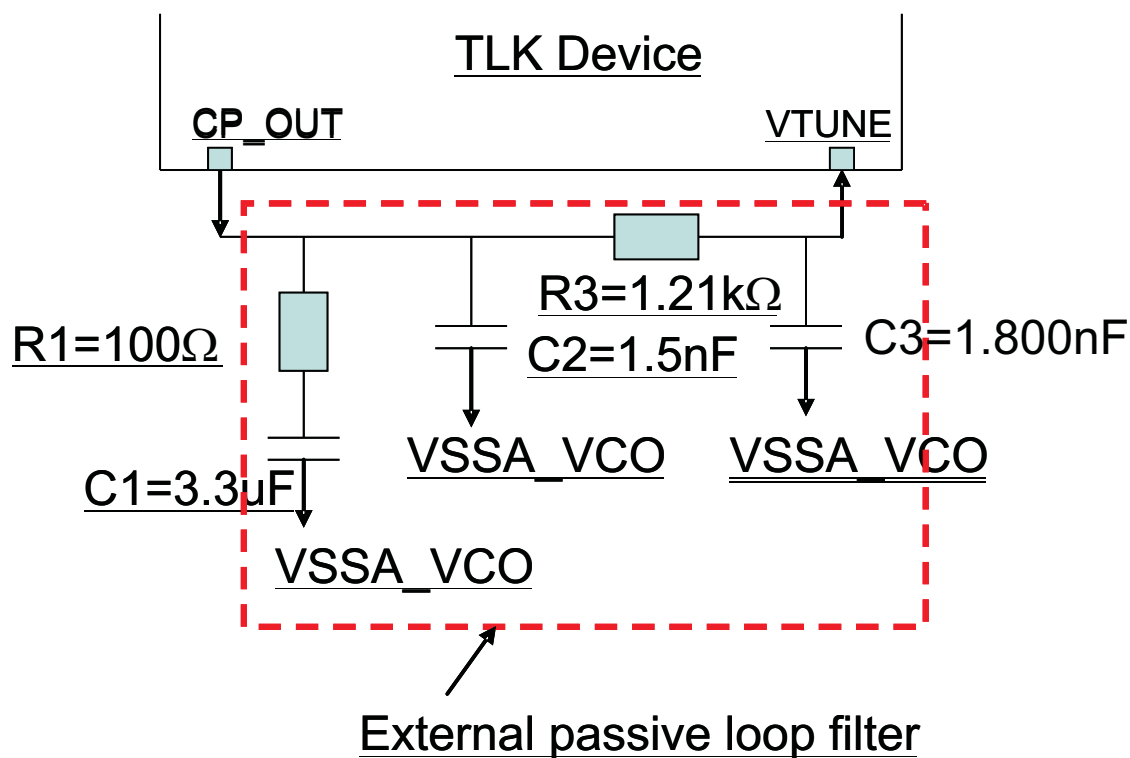 TLK Device
CP_OUT
VTUNE
R3=1.21kΩ
R1=100Ω
C2=1.5nF
C3=1.800nF
VSSA_VCO
VSSA_VCO
C1=3.3µF
VSSA_VCO
External passive loop filter